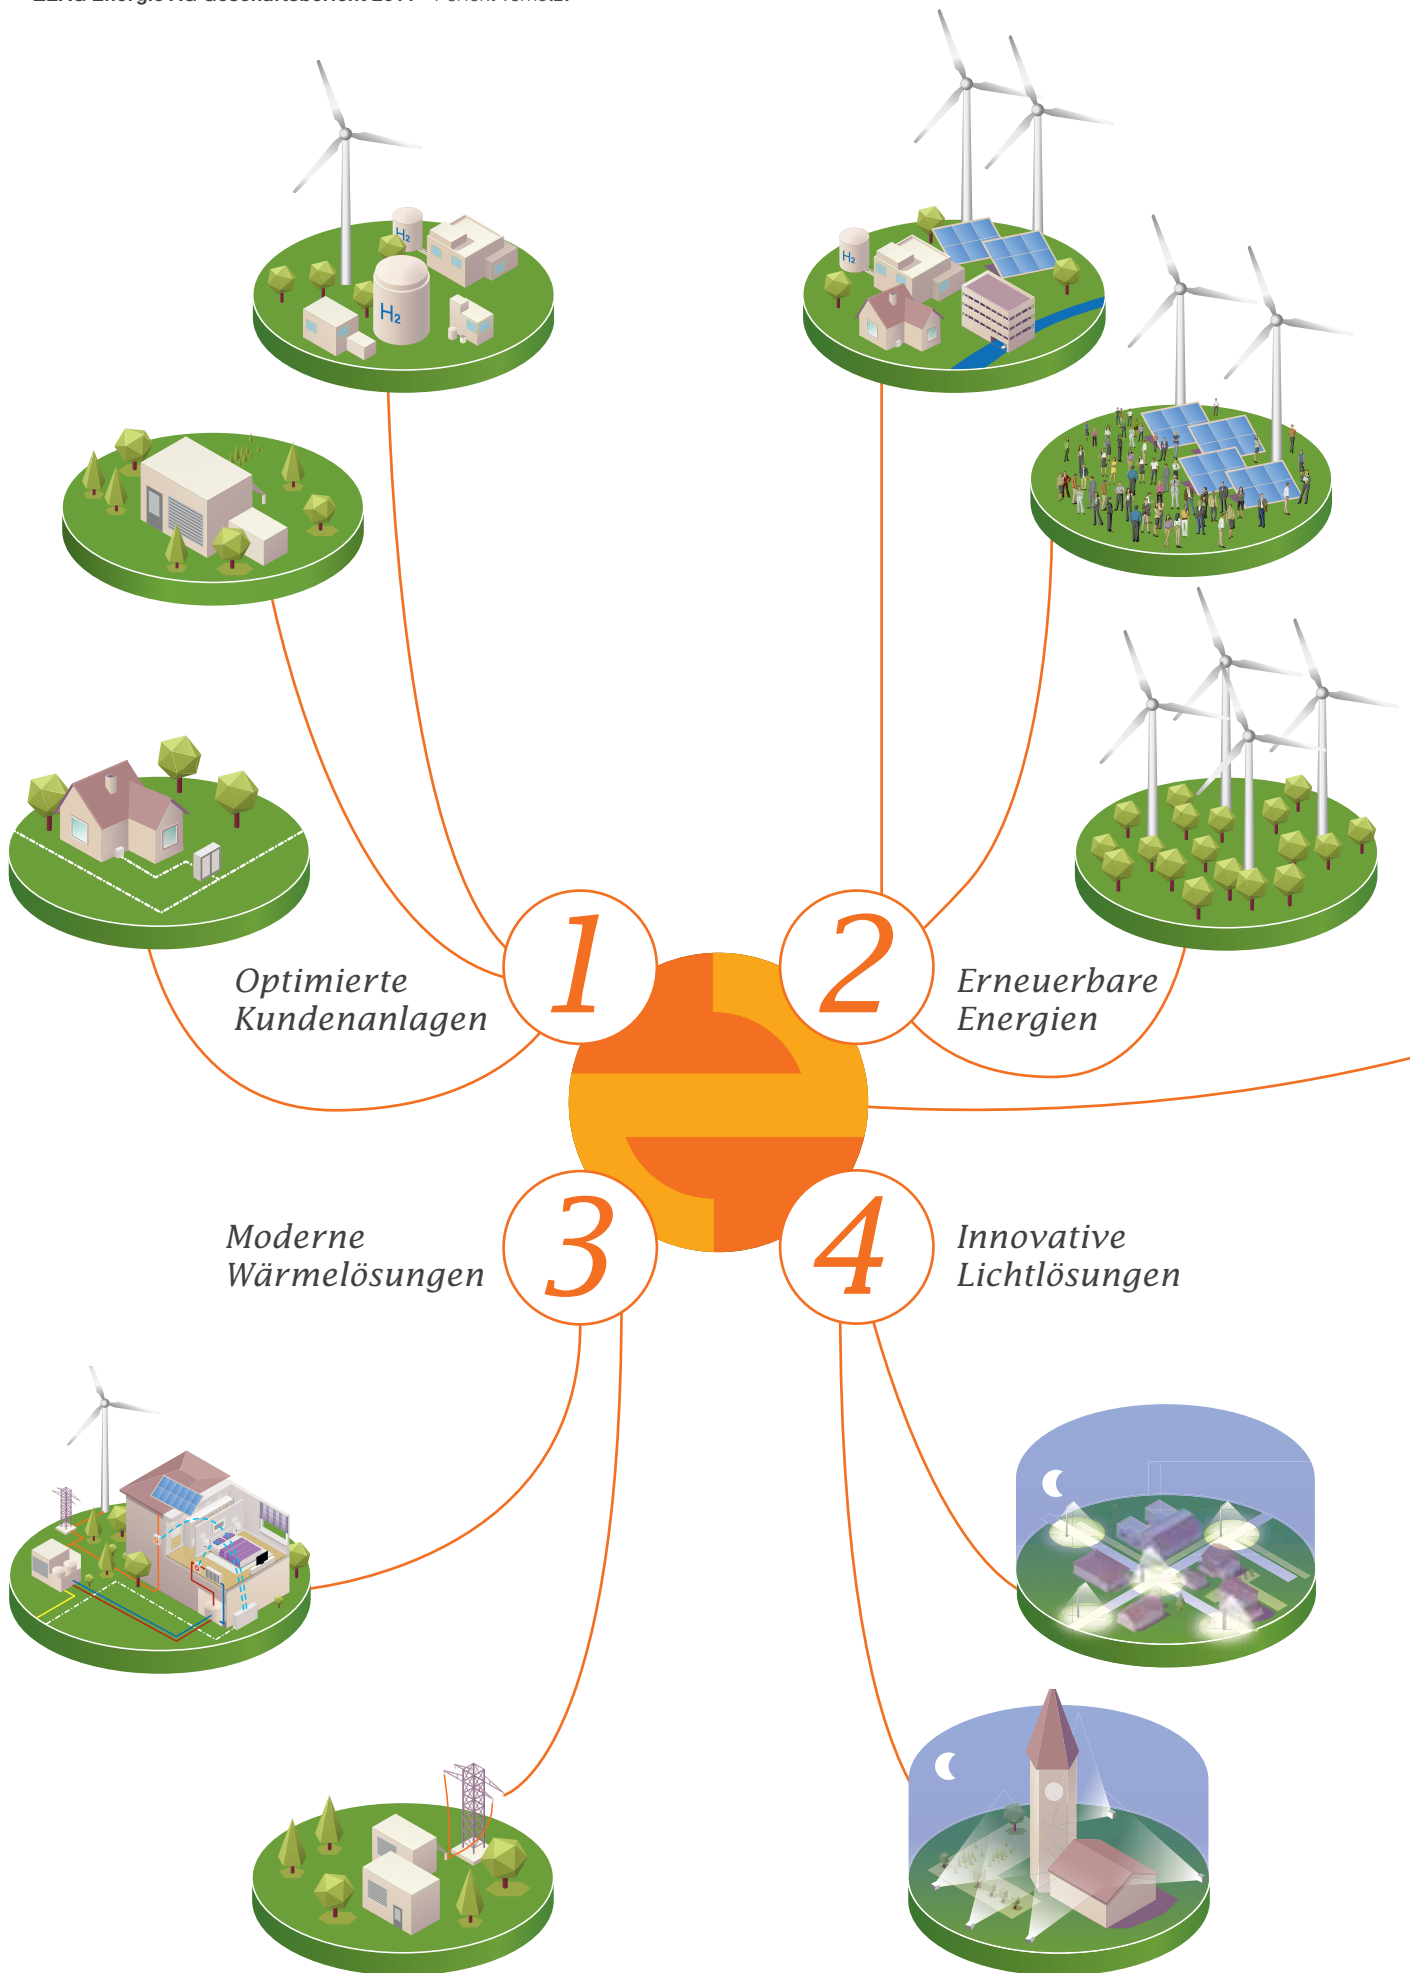 H₂
H₂
H₂
1
Optimierte
Kundenanlagen
2
Erneuerbare
Energien
3
Moderne
Wärmelösungen
4
Innovative
Lichtlösungen